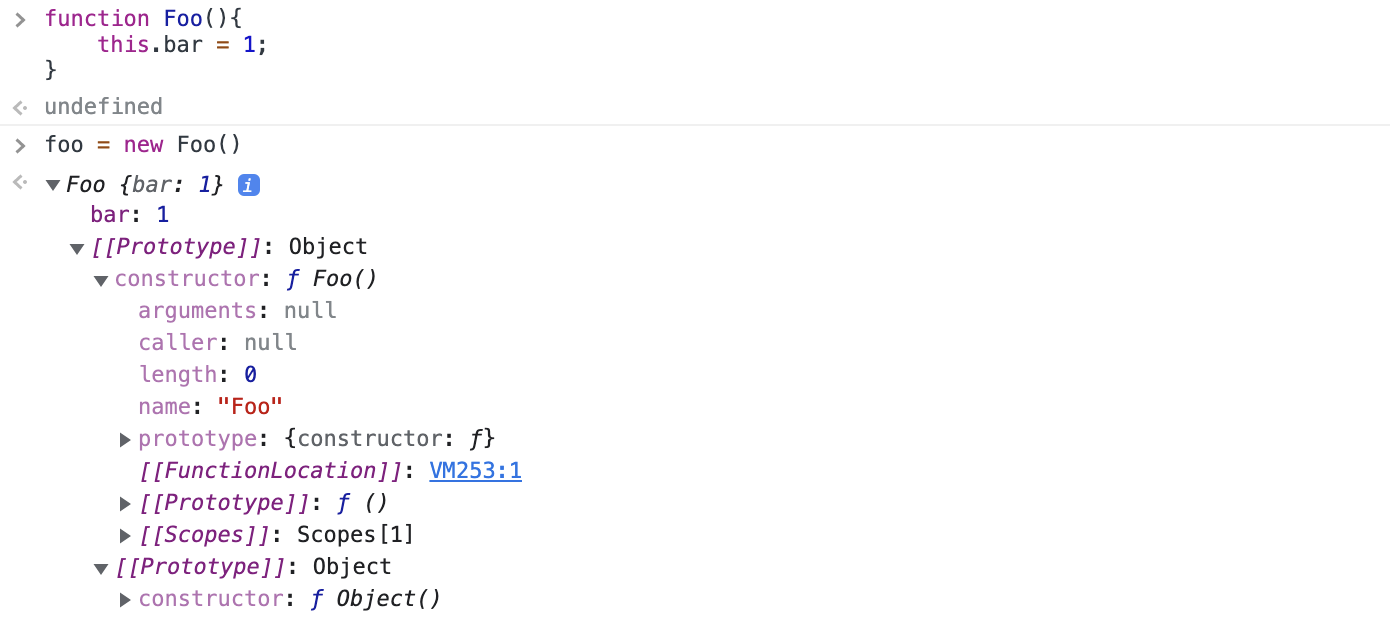 function Foo(){
    this.bar = 1;
}
undefined
foo = new Foo()
Foo {bar: 1} i
bar: 1
[[Prototype]]: Object
constructor: ƒ Foo()
arguments: null
caller: null
length: 0
name: "Foo"
prototype: {constructor: ƒ}
[[FunctionLocation]]: VM253:1
[[Prototype]]: ƒ ()
[[Scopes]]: Scopes[1]
[[Prototype]]: Object
constructor: ƒ Object()